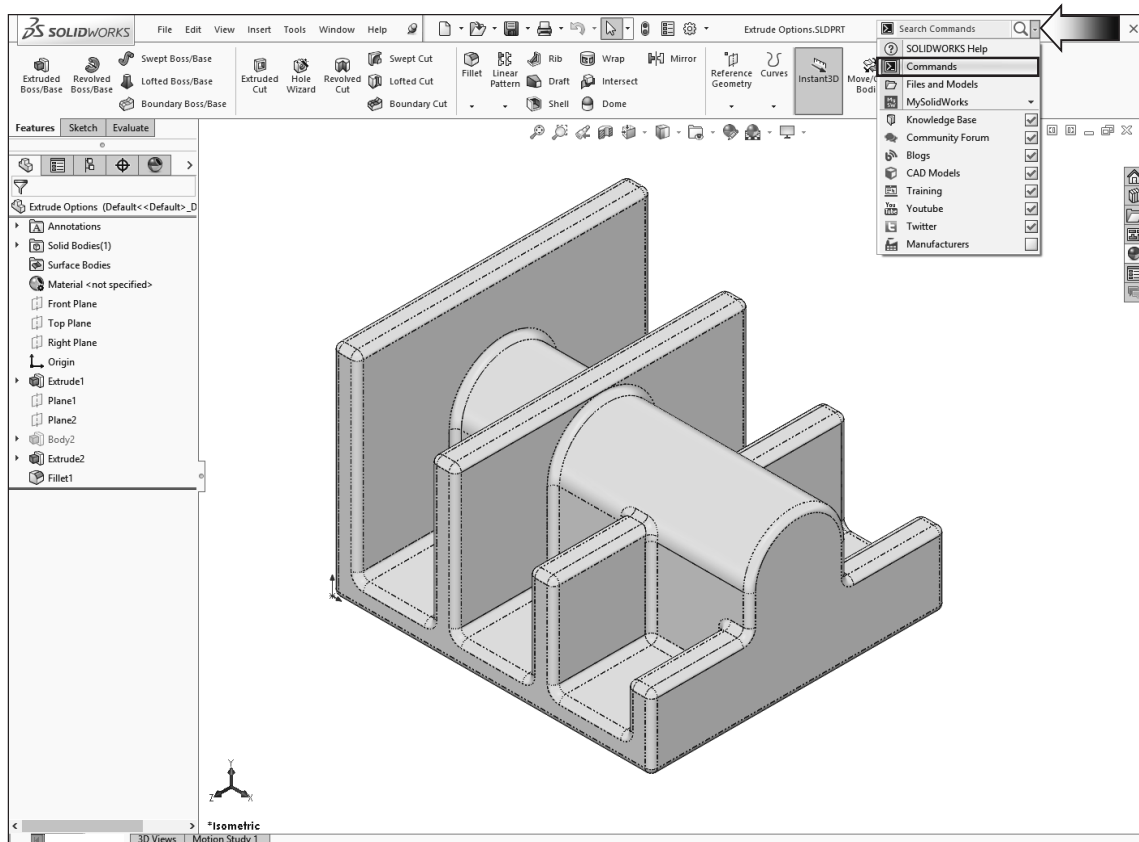 SOLIDWORKS File Edit View Insert Tools Window Help Extrude Options.SLDPRT Search Commands
Extruded Boss/Base
Revolved Boss/Base
Swept Boss/Base
Lofted Boss/Base
Boundary Boss/Base
Extruded Cut
Hole Wizard
Revolved Cut
Swept Cut
Lofted Cut
Boundary Cut
Fillet
Linear Pattern
Rib
Draft
Shell
Wrap
Intersect
Dome
Mirror
Reference Geometry
Curves
Instant3D
Move/C
Bodi
SOLIDWORKS Help
Commands
Files and Models
MySolidWorks
Knowledge Base
Community Forum
Blogs
CAD Models
Training
Youtube
Twitter
Manufacturers
Features Sketch Evaluate
Extrude Options (Default<<Default>_D
Annotations
Solid Bodies(1)
Surface Bodies
Material <not specified>
Front Plane
Top Plane
Right Plane
Origin
Extrude1
Plane1
Plane2
Body2
Extrude2
Fillet1
Y
Z X
*Isometric
3D Views Motion Study 1